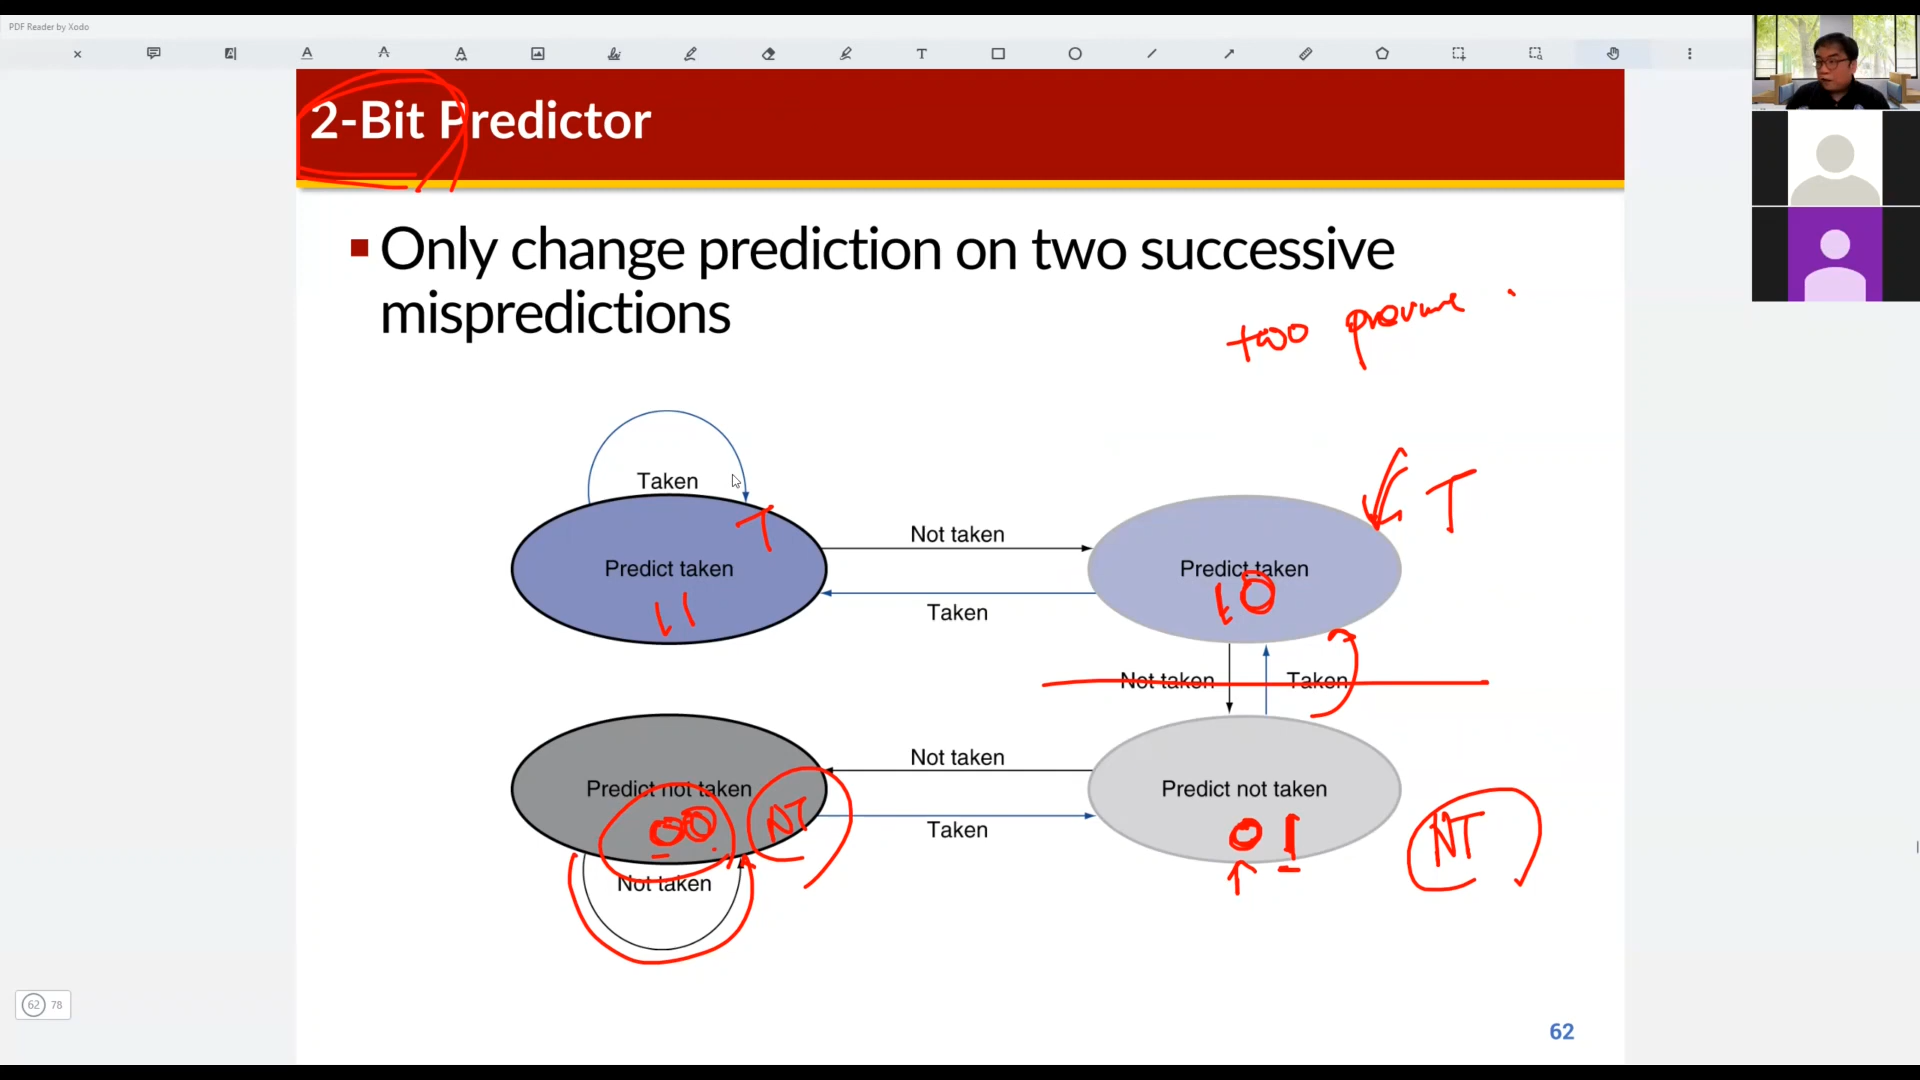 PDF Reader by Xodo
2-Bit Predictor
Only change prediction on two successive
mispredictions
too
Taken
T
T
Not taken
Predict taken
Predict taken
11
10
Taken
Not taken
Taken
Not taken
Predict not taken
Predict not taken
00
NT
01
NT
Taken
Not taken
62 78
62